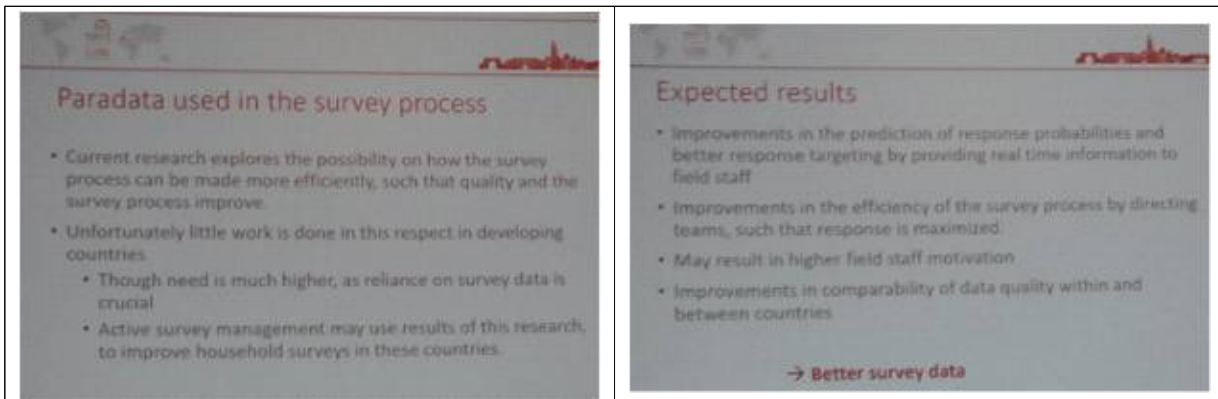 Paradata used in the survey process
• Current research explores the possibility on how the survey
process can be made more efficiently, such that quality and the
survey process improve.
• Unfortunately little work is done in this respect in developing
countries
• Though need is much higher, as reliance on survey data is
crucial
• Active survey management may use results of this research,
to improve household surveys in these countries.
Expected results
• Improvements in the prediction of response probabilities and
better response targeting by providing real time information to
field staff
• Improvements in the efficiency of the survey process by directing
teams, such that response is maximized.
• May result in higher field staff motivation
• Improvements in comparability of data quality within and
between countries
→ Better survey data